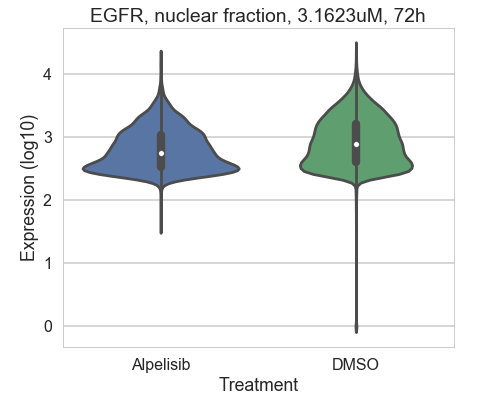 EGFR, nuclear fraction, 3.1623uM, 72h
Expression (log10)
4
3
2
1
0
Alpelisib
DMSO
Treatment